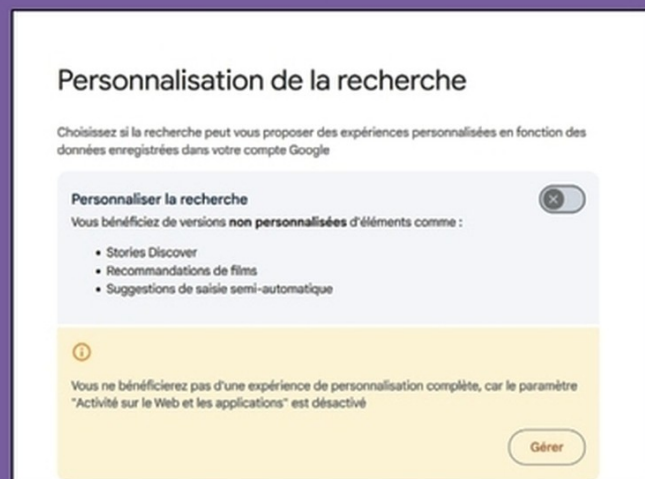 Personnalisation de la recherche
Choisissez si la recherche peut vous proposer des expériences personnalisées en fonction des
données enregistrées dans votre compte Google
Personnaliser la recherche
Vous bénéficiez de versions non personnalisées d'éléments comme :
• Stories Discover
• Recommandations de films
• Suggestions de saisie semi-automatique
Vous ne bénéficierez pas d'une expérience de personnalisation complète, car le paramètre
"Activité sur le Web et les applications" est désactivé
Gérer